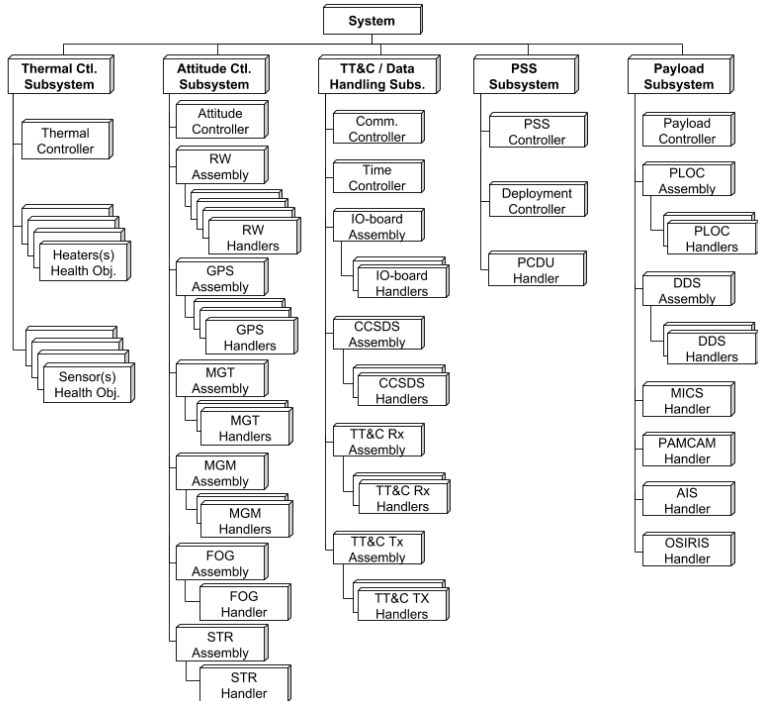 System
Thermal Ctl.
Subsystem
Thermal
Controller
Heaters(s)
Health Obj.
Sensor(s)
Health Obj.
Attitude Ctl.
Subsystem
Attitude
Controller
RW
Assembly
RW
Handlers
GPS
Assembly
GPS
Handlers
MGT
Assembly
MGT
Handlers
MGM
Assembly
MGM
Handlers
FOG
Assembly
FOG
Handler
STR
Assembly
STR
Handler
TT&C / Data
Handling Subs.
Comm.
Controller
Time
Controller
IO-board
Assembly
IO-board
Handlers
CCSDS
Assembly
CCSDS
Handlers
TT&C Rx
Assembly
TT&C Rx
Handlers
TT&C Tx
Assembly
TT&C TX
Handlers
PSS
Subsystem
PSS
Controller
Deployment
Controller
PCDU
Handler
Payload
Subsystem
Payload
Controller
PLOC
Assembly
PLOC
Handlers
DDS
Assembly
DDS
Handlers
MICS
Handler
PAMCAM
Handler
AIS
Handler
OSIRIS
Handler